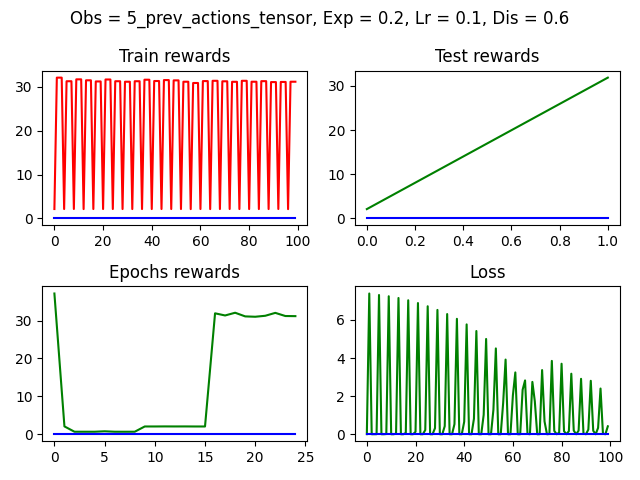 Obs = 5_prev_actions_tensor, Exp = 0.2, Lr = 0.1, Dis = 0.6
Train rewards
Test rewards
30
20
10
0
0 20 40 60 80 100
30
20
10
0
0.0 0.2 0.4 0.6 0.8 1.0
Epochs rewards
Loss
30
20
10
0
0 5 10 15 20 25
6
4
2
0
0 20 40 60 80 100